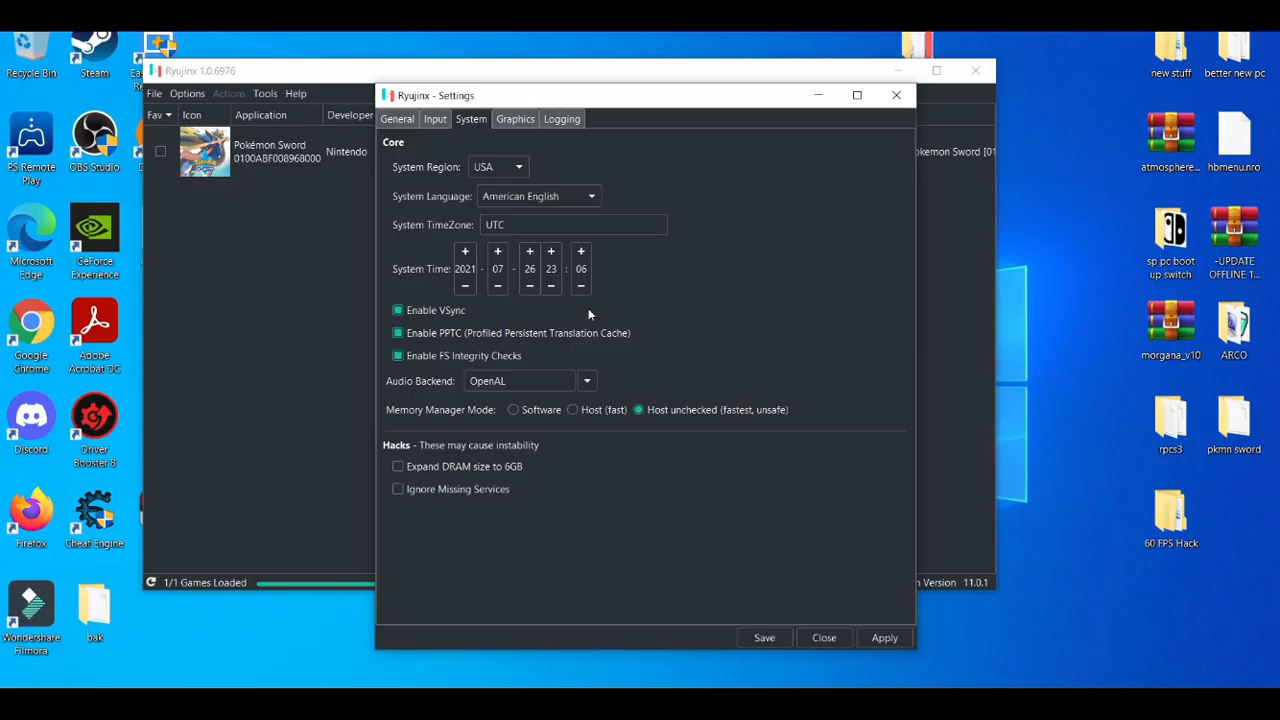 Recycle Bin
Steam
Eas
new stuff
better new pc
Ryujinx 1.0.6976
File Options Actions Tools Help
Fav Icon Application Developer
Pokémon Sword
0100ABF008968000
Nintendo
okemon Sword [01
Ryujinx - Settings
General Input System Graphics Logging
Core
System Region: USA
System Language: American English
System TimeZone: UTC
+ + + + +
System Time: 2021 - 07 - 26 23 : 06
- - - - -
Enable VSync
Enable PPTC (Profiled Persistent Translation Cache)
Enable FS Integrity Checks
Audio Backend: OpenAL
Memory Manager Mode: Software Host (fast) Host unchecked (fastest, unsafe)
Hacks - These may cause instability
Expand DRAM size to 6GB
Ignore Missing Services
Save Close Apply
1/1 Games Loaded
n Version 11.0.1
PS Remote
Play
OBS Studio
atmosphere...
hbmenu.nro
Microsoft
Edge
GeForce
Experience
sp pc boot
up switch
-UPDATE
OFFLINE 1...
Google
Chrome
Adobe
Acrobat DC
morgana_v10
ARCO
Discord
Driver
Booster 8
rpcs3
pkmn sword
Firefox
Cheat Engine
60 FPS Hack
Wondershare
Filmora
bak